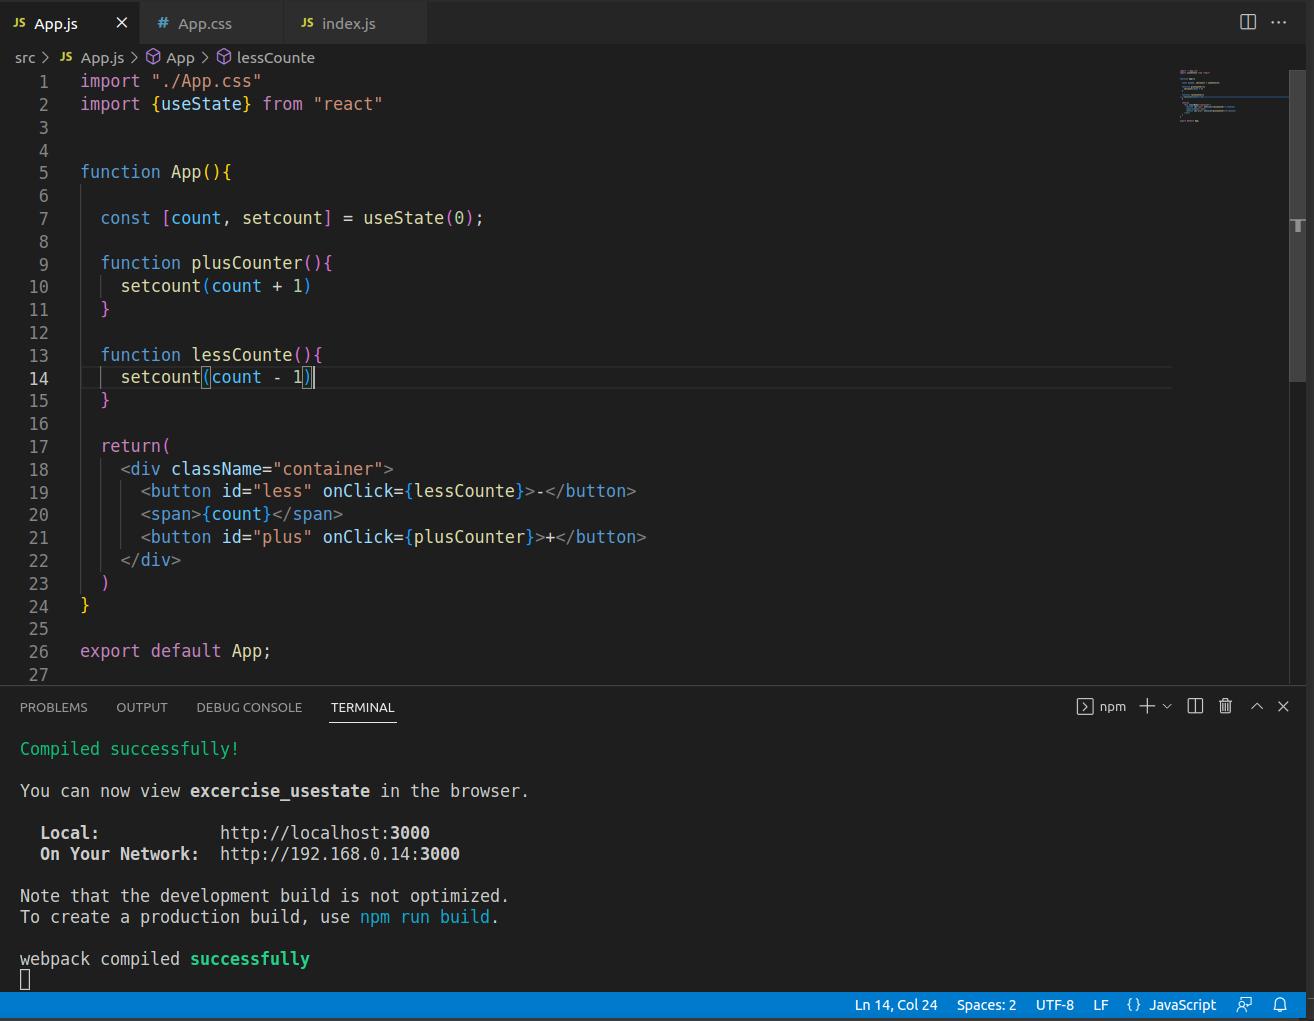 JS App.js
# App.css
JS index.js
src > JS App.js > App > lessCounte
1 import "./App.css"
2 import {useState} from "react"
3
4
5 function App(){
6
7 const [count, setcount] = useState(0);
8
9 function plusCounter(){
10 setcount(count + 1)
11 }
12
13 function lessCounte(){
14 setcount(count - 1)
15 }
16
17 return(
18 <div className="container">
19 <button id="less" onClick={lessCounte}>-</button>
20 <span>{count}</span>
21 <button id="plus" onClick={plusCounter}>+</button>
22 </div>
23 )
24 }
25
26 export default App;
27
PROBLEMS OUTPUT DEBUG CONSOLE TERMINAL npm
Compiled successfully!
You can now view excercise_usestate in the browser.
Local: http://localhost:3000
On Your Network: http://192.168.0.14:3000
Note that the development build is not optimized.
To create a production build, use npm run build.
webpack compiled successfully
Ln 14, Col 24 Spaces: 2 UTF-8 LF {} JavaScript